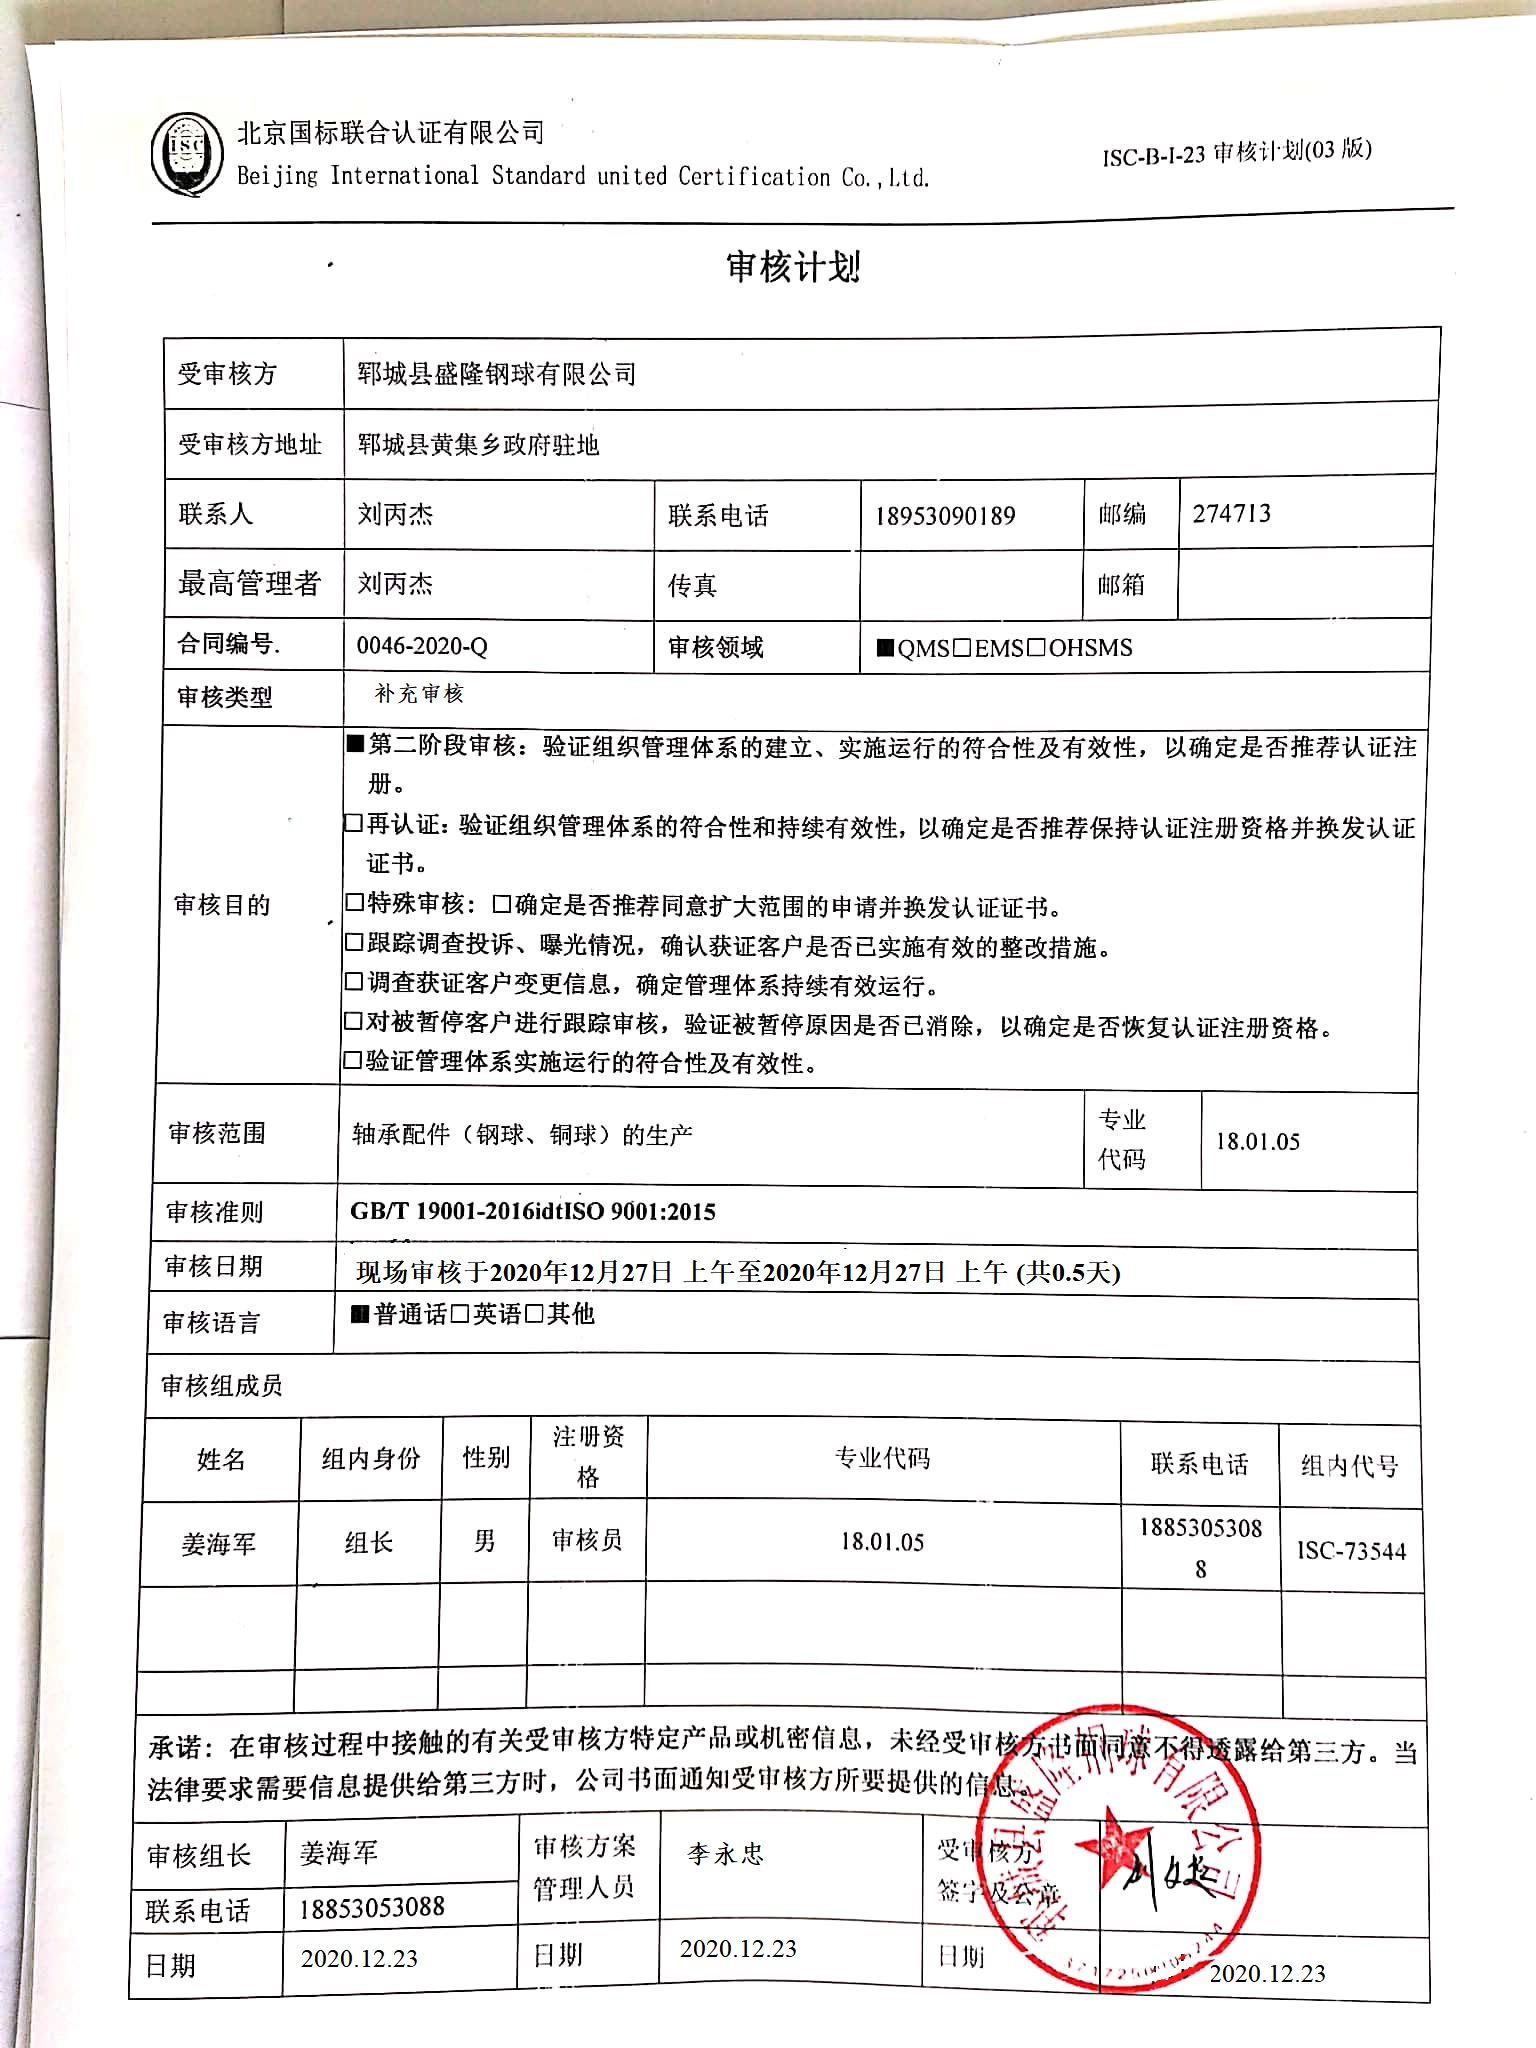 ISC
北京国标联合认证有限公司
Beijing International Standard united Certification Co.,Ltd.
ISC-B-I-23 审核计划(03 版)
审核计划
受审核方 郓城县盛隆钢球有限公司
受审核方地址 郓城县黄集乡政府驻地
联系人 刘丙杰 联系电话 18953090189 邮编 274713
最高管理者 刘丙杰 传真 邮箱
合同编号. 0046-2020-Q 审核领域 ■QMS□EMS□OHSMS
审核类型 补充审核
审核目的
■第二阶段审核：验证组织管理体系的建立、实施运行的符合性及有效性，以确定是否推荐认证注
册。
□再认证：验证组织管理体系的符合性和持续有效性，以确定是否推荐保持认证注册资格并换发认证
证书。
□特殊审核：□确定是否推荐同意扩大范围的申请并换发认证证书。
□跟踪调查投诉、曝光情况，确认获证客户是否已实施有效的整改措施。
□调查获证客户变更信息，确定管理体系持续有效运行。
□对被暂停客户进行跟踪审核，验证被暂停原因是否已消除，以确定是否恢复认证注册资格。
□验证管理体系实施运行的符合性及有效性。
审核范围 轴承配件（钢球、铜球）的生产 专业
代码 18.01.05
审核准则 GB/T 19001-2016idtISO 9001:2015
审核日期 现场审核于2020年12月27日 上午至2020年12月27日 上午 (共0.5天)
审核语言 ■普通话□英语□其他
审核组成员
姓名 组内身份 性别 注册资
格 专业代码 联系电话 组内代号
姜海军 组长 男 审核员 18.01.05 1885305308
8 ISC-73544
承诺：在审核过程中接触的有关受审核方特定产品或机密信息，未经受审核方书面同意不得透露给第三方。当
法律要求需要信息提供给第三方时，公司书面通知受审核方所要提供的信息。
审核组长 姜海军 审核方案
管理人员 李永忠 受审核方
签字及公章
联系电话 18853053088
日期 2020.12.23 日期 2020.12.23 日期 2020.12.23
郓城县盛隆钢球有限公司